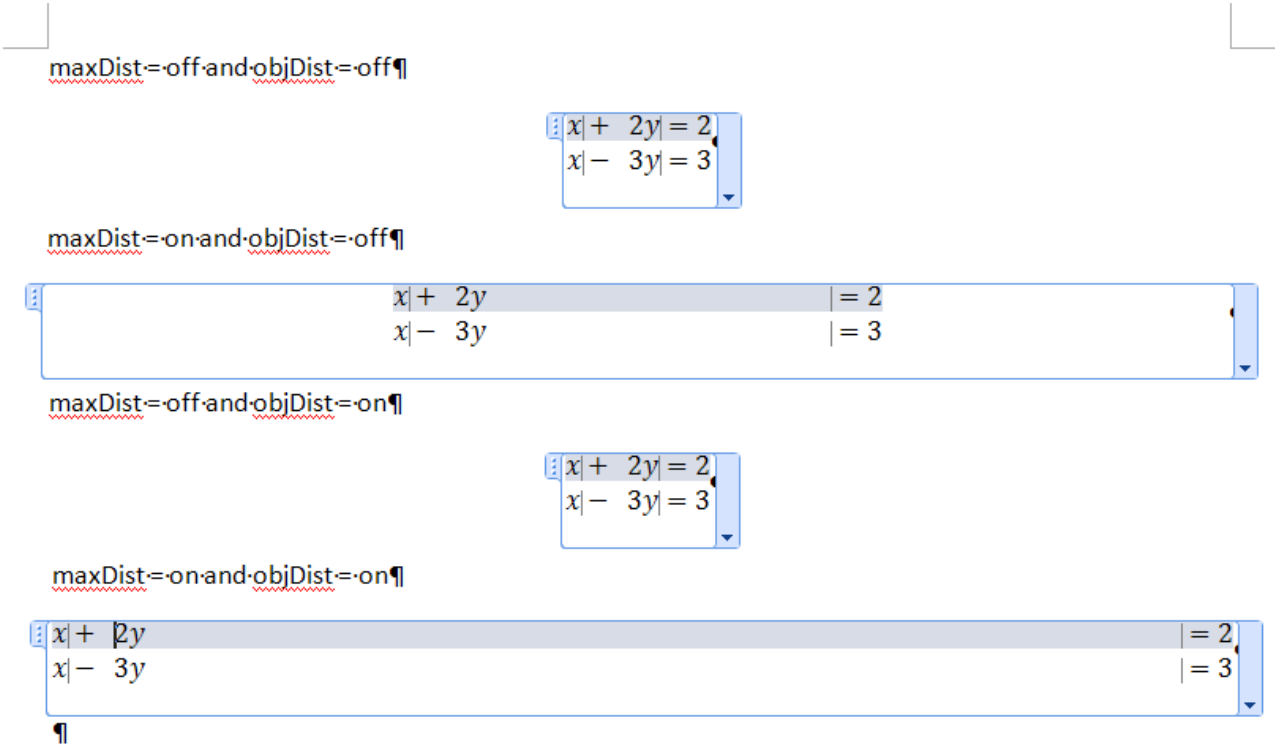 maxDist·=·off·and·objDist·=·off¶
x|+ 2y|= 2
x|− 3y|= 3
maxDist·=·on·and·objDist·=·off¶
x|+ 2y |= 2
x|− 3y |= 3
maxDist·=·off·and·objDist·=·on¶
x|+ 2y|= 2
x|− 3y|= 3
maxDist·=·on·and·objDist·=·on¶
x|+ 2y |= 2
x|− 3y |= 3
¶